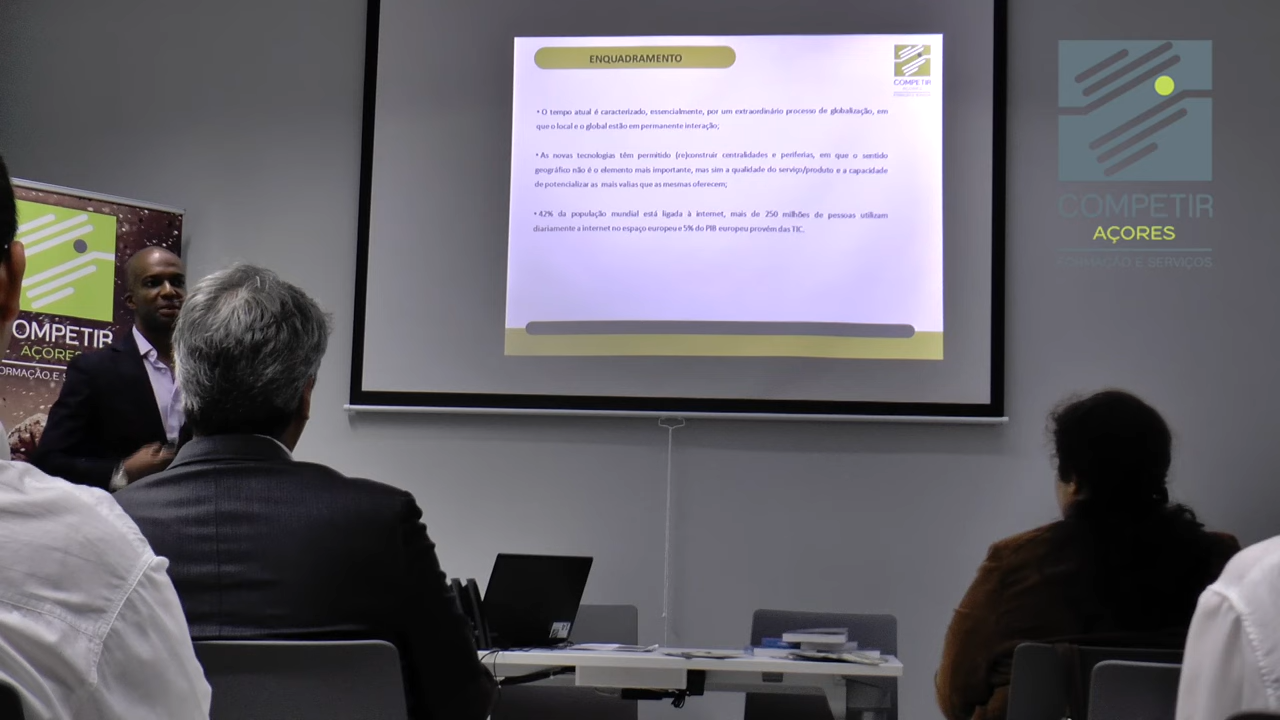 ENQUADRAMENTO
COMPETIR
• O tempo atual é caracterizado, essencialmente, por um extraordinário processo de globalização, em
que o local e o global estão em permanente interação;
• As novas tecnologias têm permitido (re)construir centralidades e periferias, em que o sentido
geográfico não é o elemento mais importante, mas sim a qualidade do serviço/produto e a capacidade
de potencializar as mais valias que as mesmas oferecem;
• 42% da população mundial está ligada à internet, mais de 250 milhões de pessoas utilizam
diariamente a internet no espaço europeu e 5% do PIB europeu provém das TIC.
COMPETIR
AÇORES
FORMAÇÃO E SERVIÇOS
OMPETIR
AÇORES
ORMAÇÃO E S